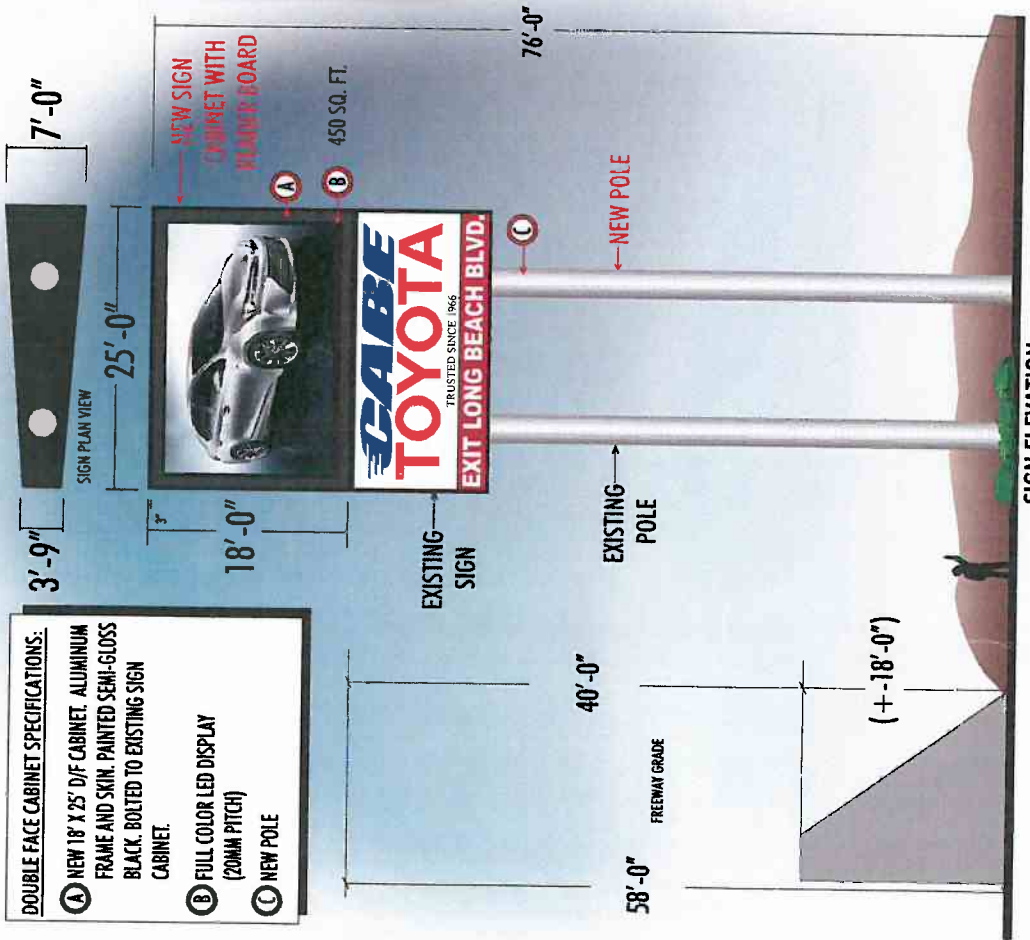 DOUBLE FACE CABINET SPECIFICATIONS:
A NEW 18' X 25' D/F CABINET. ALUMINUM
FRAME AND SKIN. PAINTED SEMI-GLOSS
BLACK. BOLTED TO EXISTING SIGN
CABINET.
B FULL COLOR LED DISPLAY
(20MM PITCH)
C NEW POLE
3'-9"
7'-0"
SIGN PLAN VIEW
25'-0"
NEW SIGN
CABINET WITH
READER BOARD
3"
18'-0"
A
B
450 SQ. FT.
76'-0"
CABE
TOYOTA
TRUSTED SINCE 1966
EXIT LONG BEACH BLVD.
EXISTING
SIGN
C
EXISTING
POLE
NEW POLE
40'-0"
58'-0"
FREEWAY GRADE
(+-18'-0")
SIGN ELEVATION